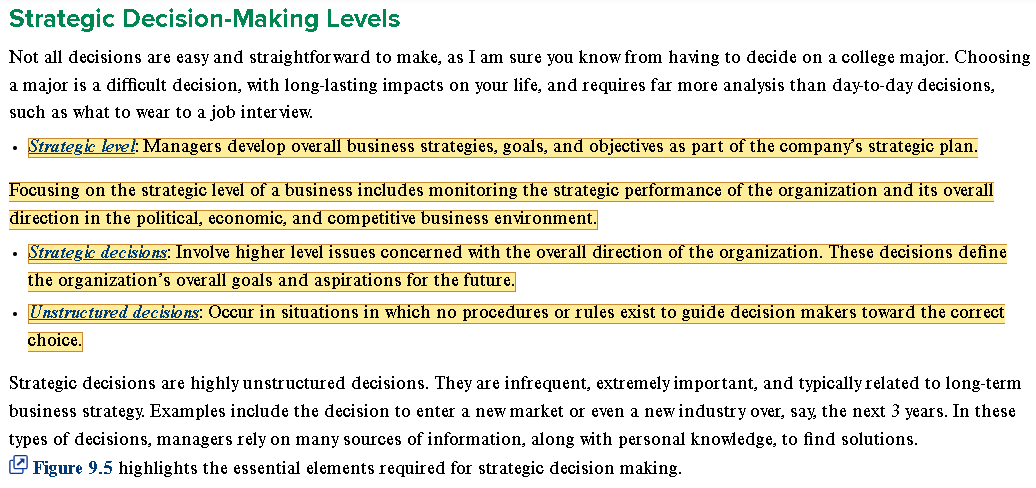 Strategic Decision-Making Levels
Not all decisions are easy and straightforward to make, as I am sure you know from having to decide on a college major. Choosing
a major is a difficult decision, with long-lasting impacts on your life, and requires far more analysis than day-to-day decisions,
such as what to wear to a job interview.
• Strategic level: Managers develop overall business strategies, goals, and objectives as part of the company’s strategic plan.
Focusing on the strategic level of a business includes monitoring the strategic performance of the organization and its overall
direction in the political, economic, and competitive business environment.
• Strategic decisions: Involve higher level issues concerned with the overall direction of the organization. These decisions define
the organization’s overall goals and aspirations for the future.
• Unstructured decisions: Occur in situations in which no procedures or rules exist to guide decision makers toward the correct
choice.
Strategic decisions are highly unstructured decisions. They are infrequent, extremely important, and typically related to long-term
business strategy. Examples include the decision to enter a new market or even a new industry over, say, the next 3 years. In these
types of decisions, managers rely on many sources of information, along with personal knowledge, to find solutions.
Figure 9.5 highlights the essential elements required for strategic decision making.